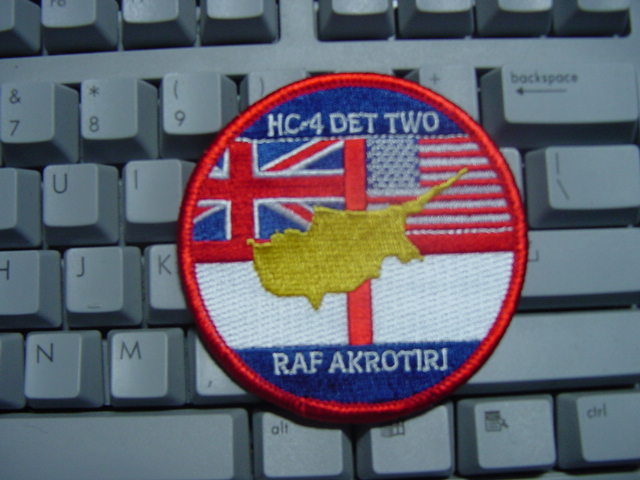 & * ( ) +
7 8 9
backspace
HC-4 DET TWO
U I
| \
H J K
N M ,
RAF AKROTIRI
alt
ctrl